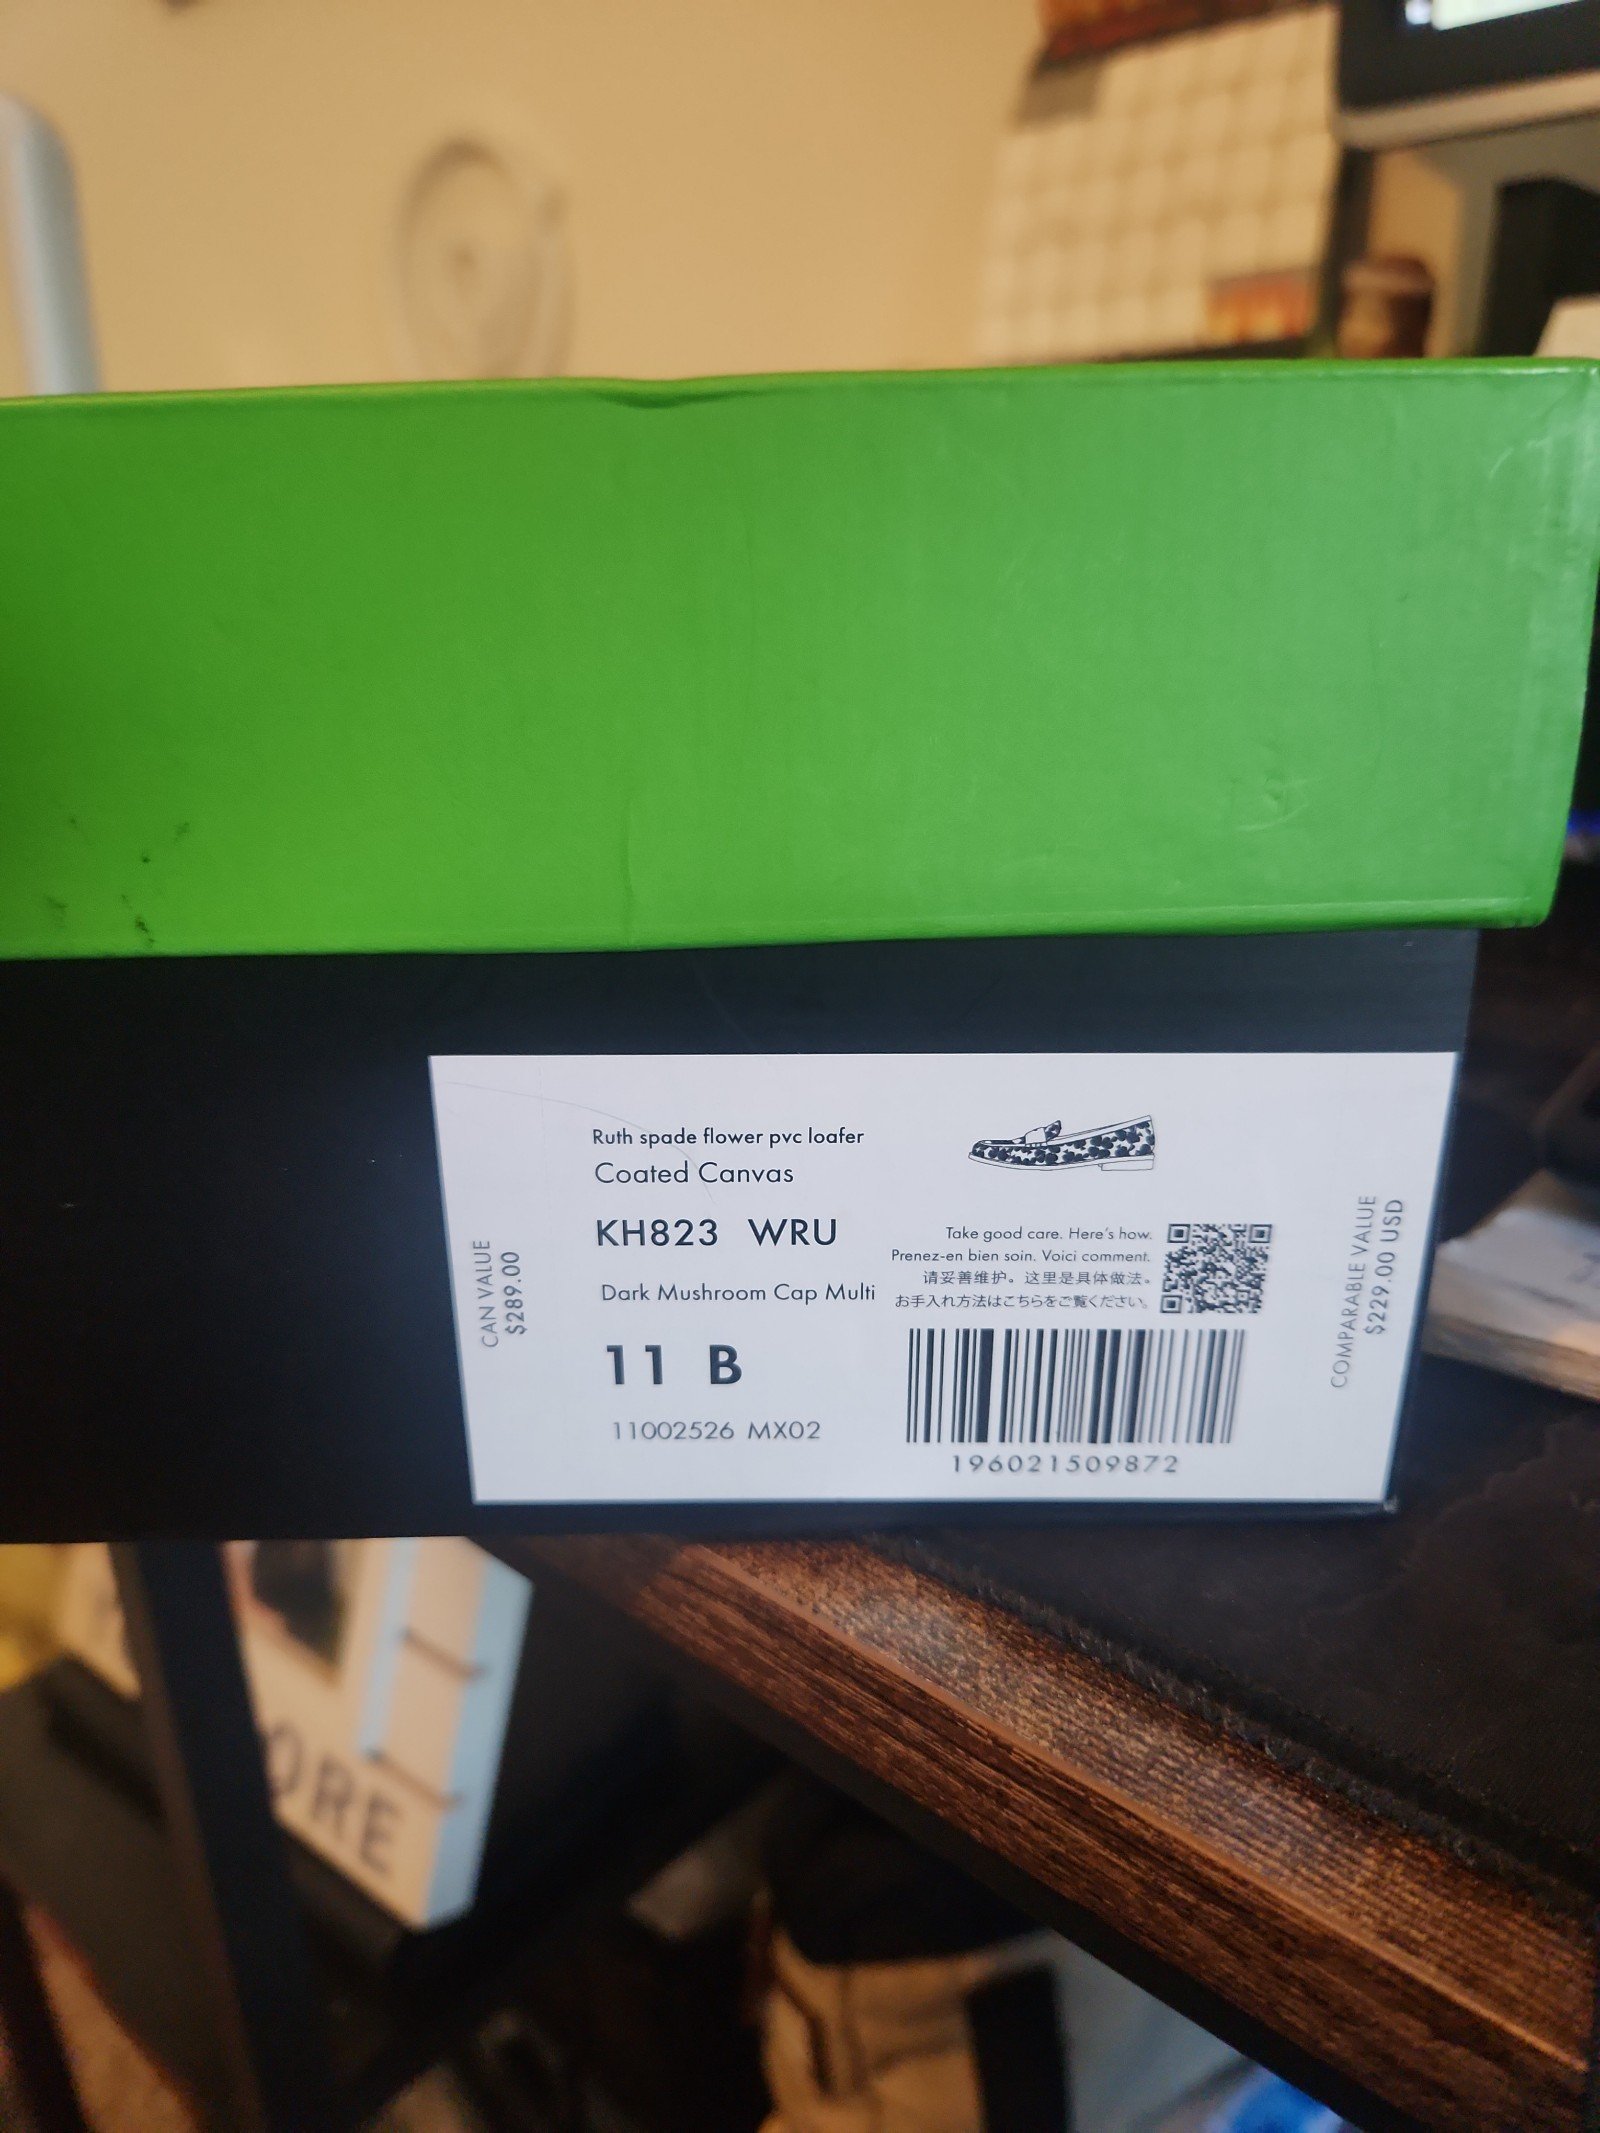 Ruth spade flower pvc loafer
Coated Canvas
KH823 WRU
Dark Mushroom Cap Multi
11 B
11002526 MX02
CAN VALUE
$289.00
Take good care. Here's how.
Prenez-en bien soin. Voici comment.
请妥善维护。这里是具体做法。
お手入れ方法はこちらをご覧ください。
196021509872
COMPARABLE VALUE
$229.00 USD
ORE